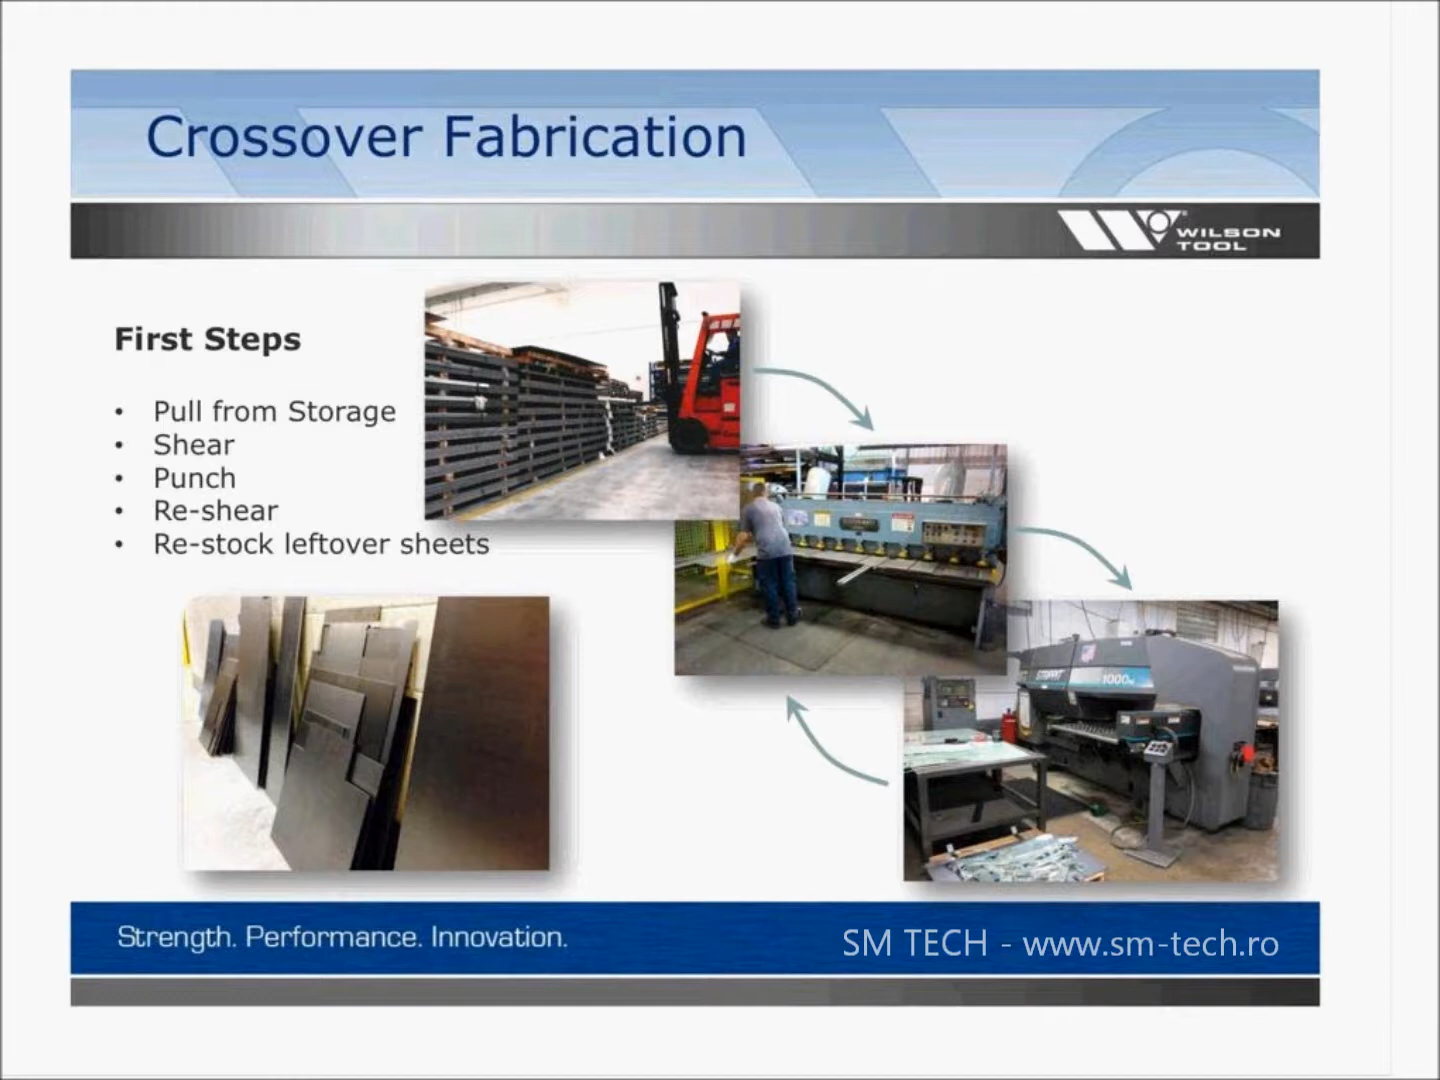 Crossover Fabrication
WILSON
TOOL
First Steps
• Pull from Storage
• Shear
• Punch
• Re-shear
• Re-stock leftover sheets
1000
Strength. Performance. Innovation.
SM TECH - www.sm-tech.ro